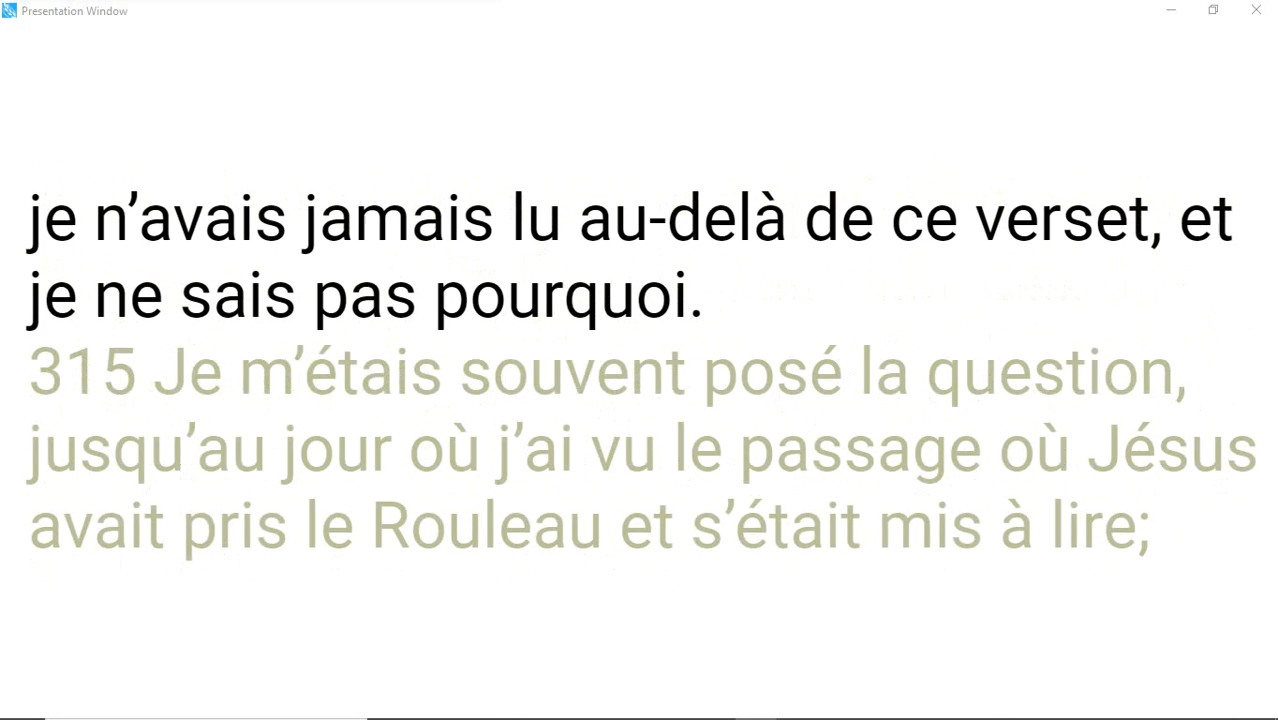 Presentation Window
je n’avais jamais lu au-delà de ce verset, et
je ne sais pas pourquoi.
315 Je m’étais souvent posé la question,
jusqu’au jour où j’ai vu le passage où Jésus
avait pris le Rouleau et s’était mis à lire;